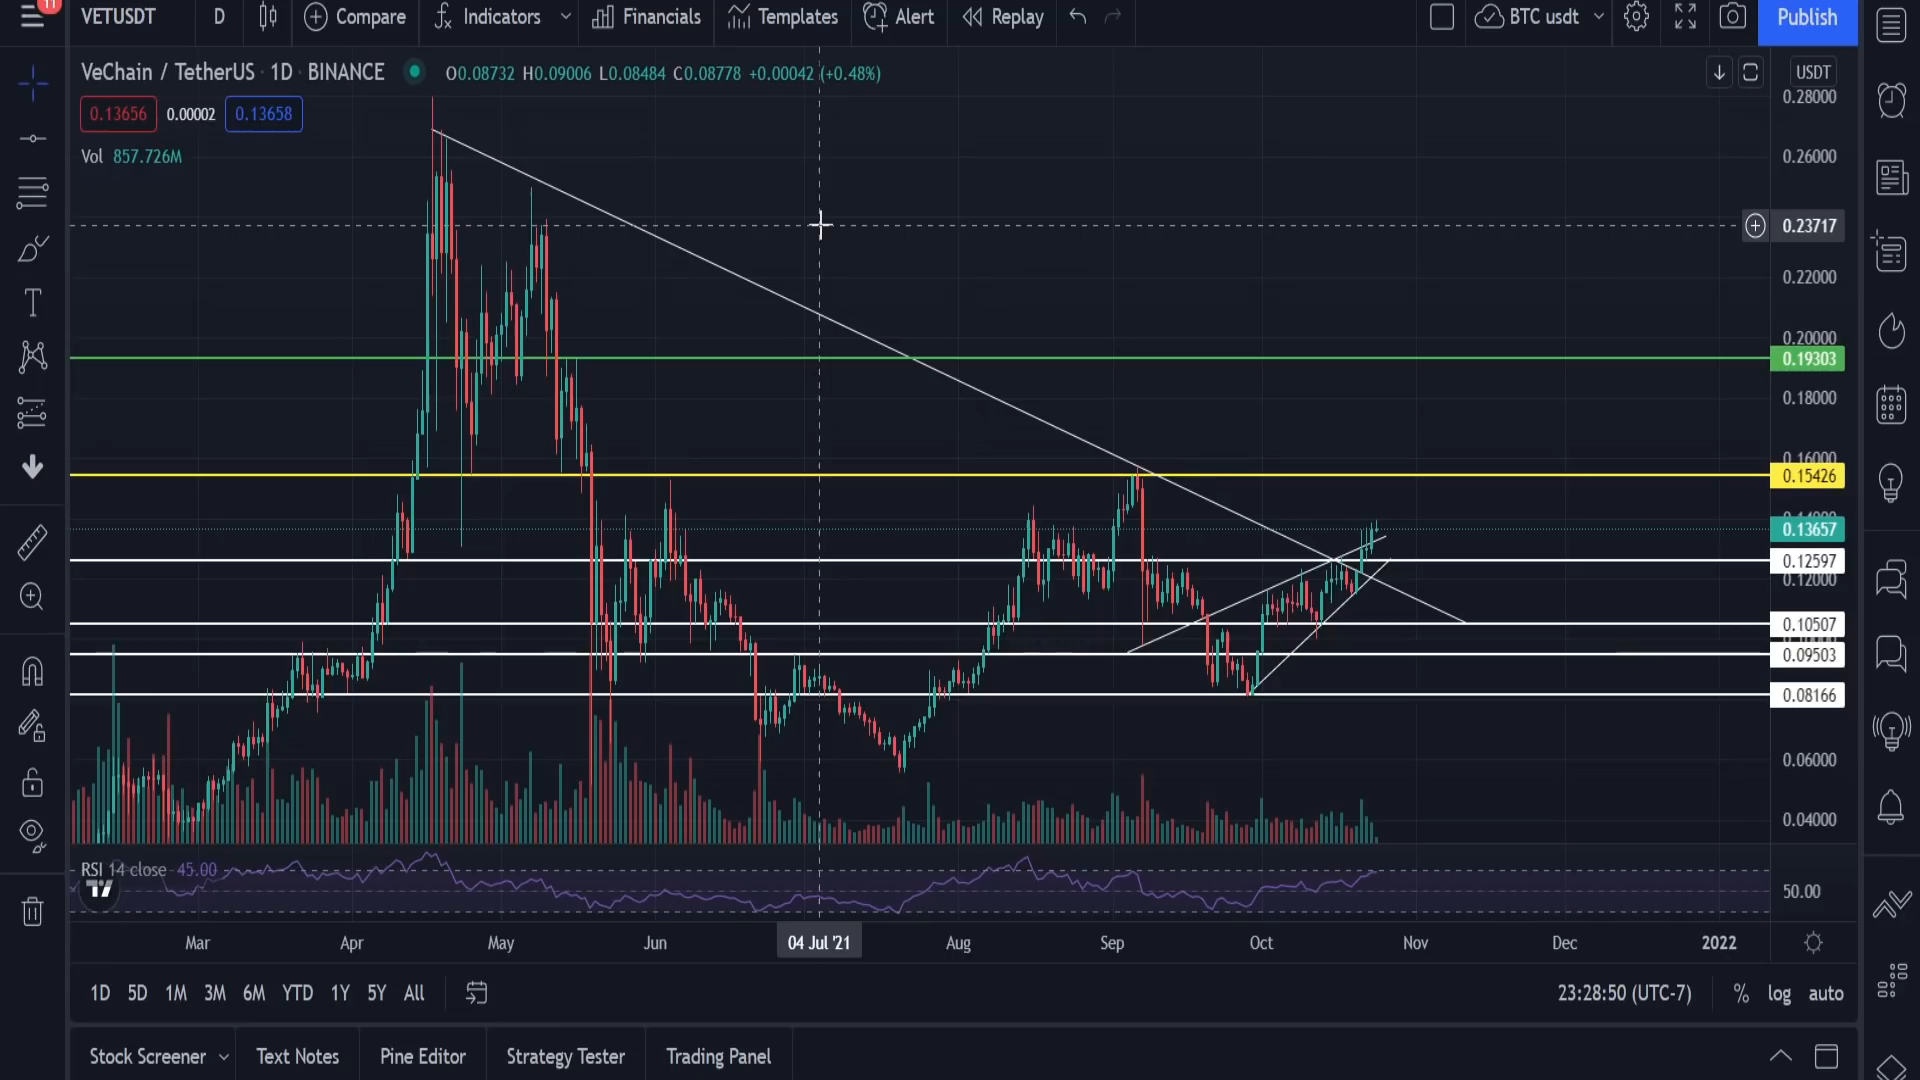 11
VETUSDT
D
Compare
Indicators
Financials
Templates
Alert
Replay
BTC usdt
Publish
VeChain / TetherUS · 1D · BINANCE
O0.08732 H0.09006 L0.08484 C0.08778 +0.00042 (+0.48%)
USDT
0.13656
0.00002
0.13658
Vol 857.726M
0.28000
0.26000
0.23717
0.22000
0.20000
0.19303
0.18000
0.16000
0.15426
0.13657
0.12597
0.12000
0.10507
0.09503
0.08166
0.06000
0.04000
RSI 14 close 45.00
50.00
Mar
Apr
May
Jun
04 Jul '21
Aug
Sep
Oct
Nov
Dec
2022
1D 5D 1M 3M 6M YTD 1Y 5Y All
23:28:50 (UTC-7)
% log auto
Stock Screener
Text Notes
Pine Editor
Strategy Tester
Trading Panel